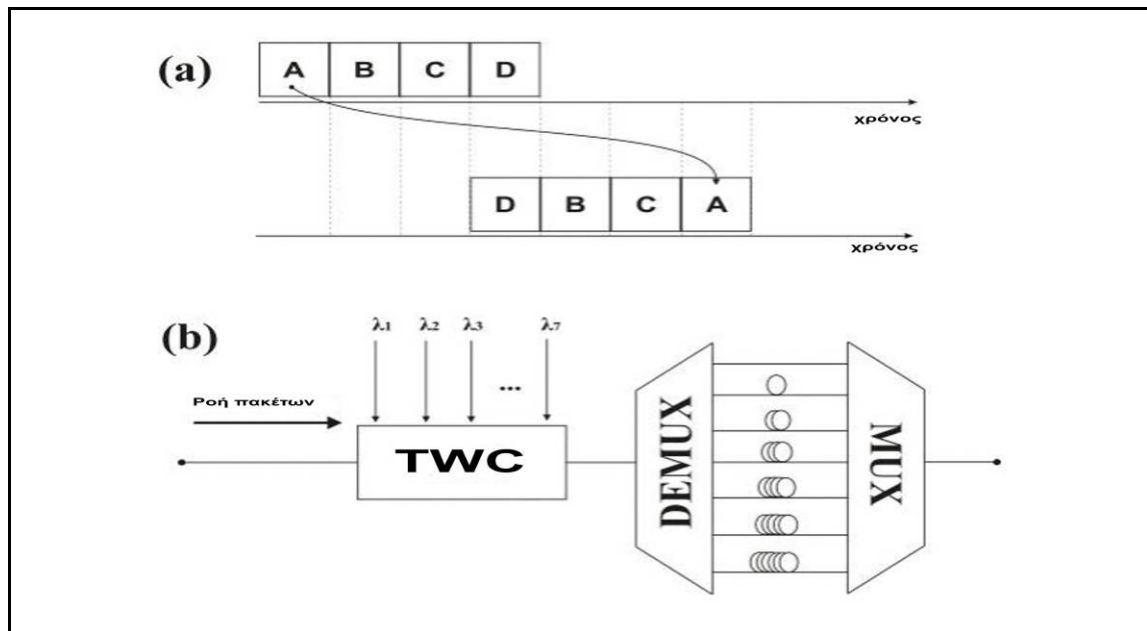 (a)
A B C D
χρόνος
D B C A
χρόνος
(b)
λ1 λ2 λ3 ... λ7
Ροή πακέτων
TWC
DEMUX
MUX